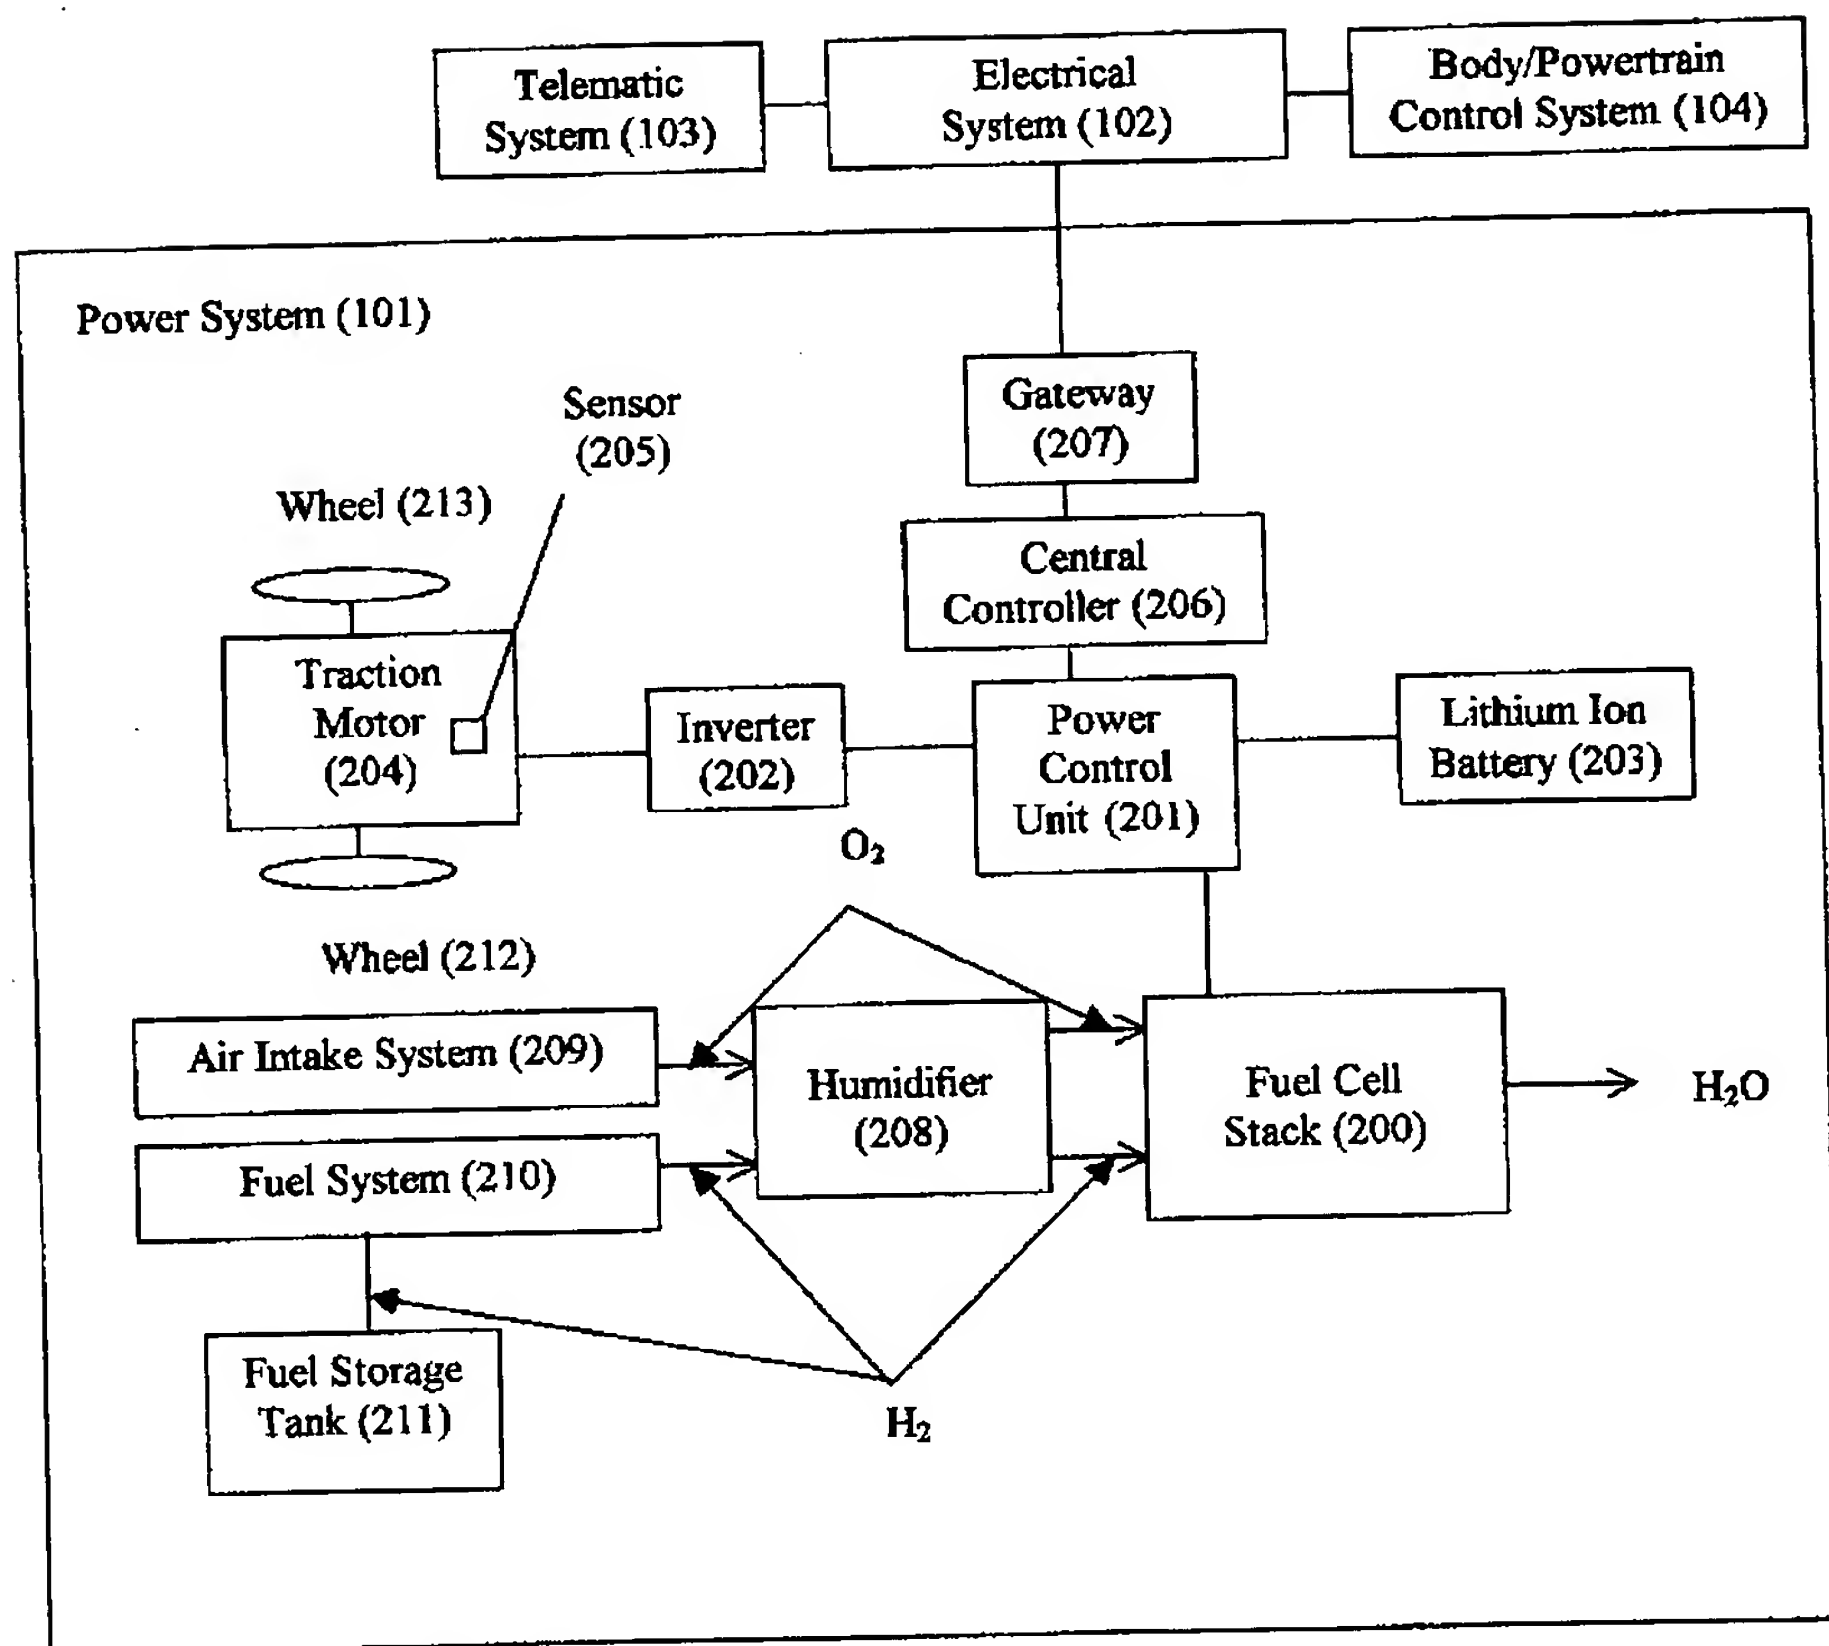 Telematic
System (103)
Electrical
System (102)
Body/Powertrain
Control System (104)
Power System (101)
Sensor
(205)
Gateway
(207)
Wheel (213)
Central
Controller (206)
Traction
Motor
(204)
Inverter
(202)
Power
Control
Unit (201)
Lithium Ion
Battery (203)
O₂
Wheel (212)
Air Intake System (209)
Humidifier
(208)
Fuel Cell
Stack (200)
H₂O
Fuel System (210)
Fuel Storage
Tank (211)
H₂